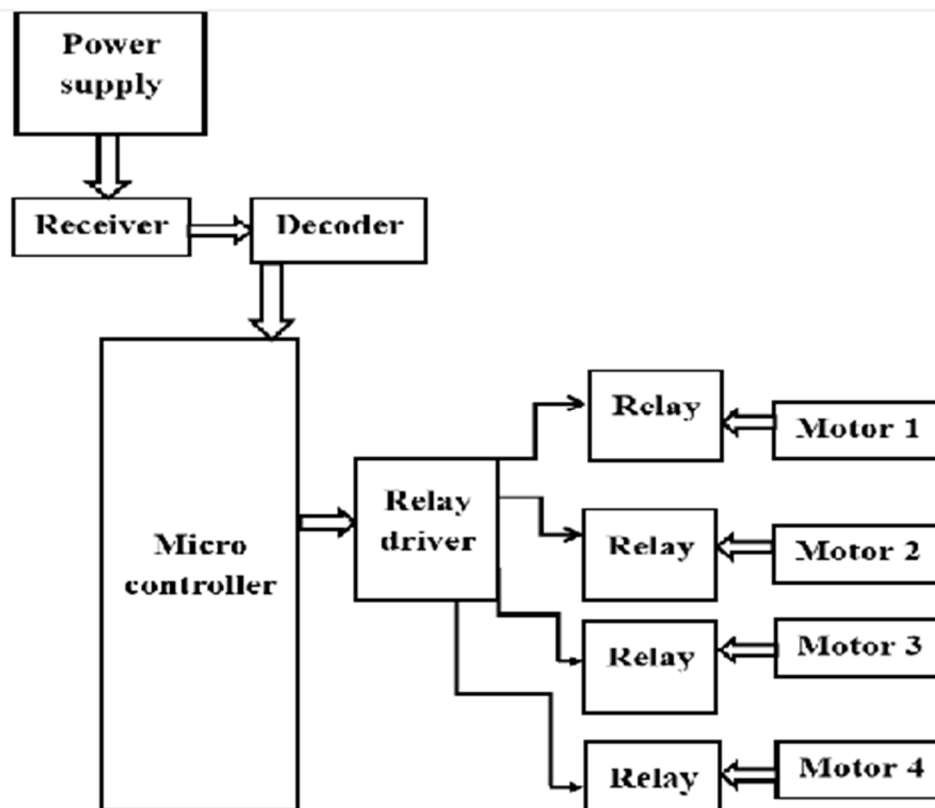 Power
supply
Receiver
Decoder
Relay
Motor 1
Relay
driver
Micro
controller
Relay
Motor 2
Relay
Motor 3
Relay
Motor 4